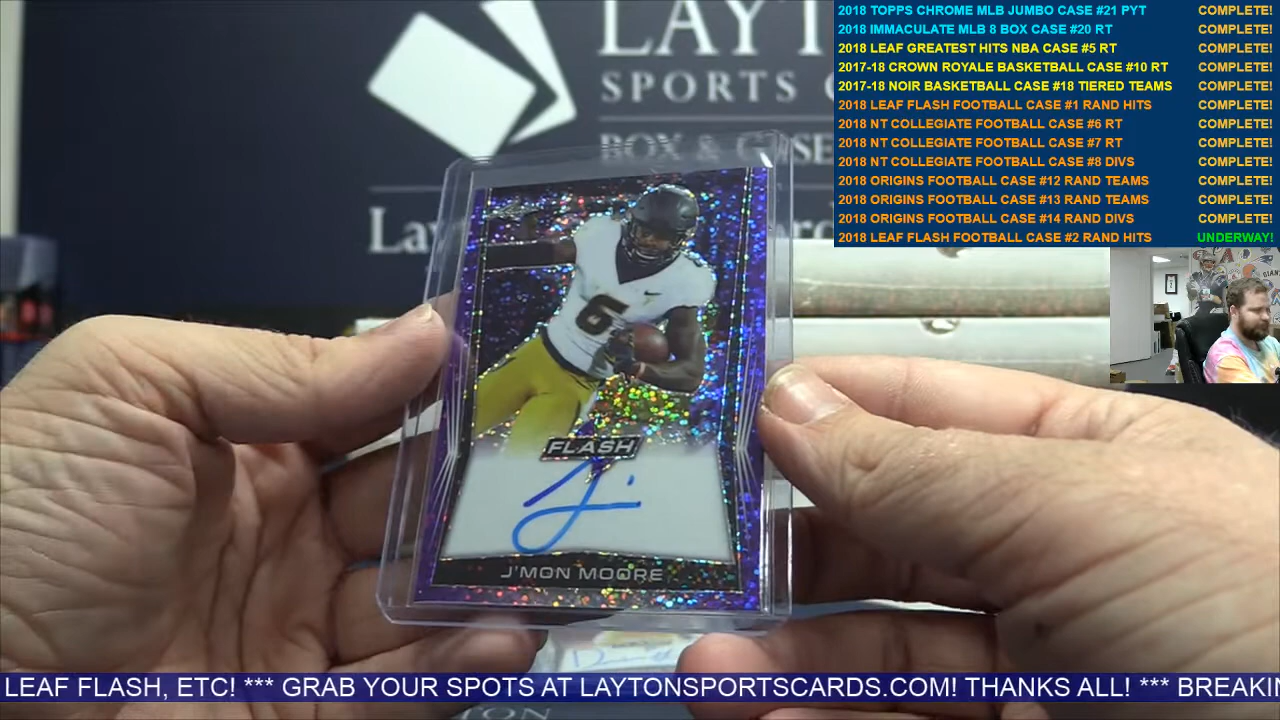 LAYT
SPORTS C
BOX & CASE
Lay
2018 TOPPS CHROME MLB JUMBO CASE #21 PYT COMPLETE!
2018 IMMACULATE MLB 8 BOX CASE #20 RT COMPLETE!
2018 LEAF GREATEST HITS NBA CASE #5 RT COMPLETE!
2017-18 CROWN ROYALE BASKETBALL CASE #10 RT COMPLETE!
2017-18 NOIR BASKETBALL CASE #18 TIERED TEAMS COMPLETE!
2018 LEAF FLASH FOOTBALL CASE #1 RAND HITS COMPLETE!
2018 NT COLLEGIATE FOOTBALL CASE #6 RT COMPLETE!
2018 NT COLLEGIATE FOOTBALL CASE #7 RT COMPLETE!
2018 NT COLLEGIATE FOOTBALL CASE #8 DIVS COMPLETE!
2018 ORIGINS FOOTBALL CASE #12 RAND TEAMS COMPLETE!
2018 ORIGINS FOOTBALL CASE #13 RAND TEAMS COMPLETE!
2018 ORIGINS FOOTBALL CASE #14 RAND DIVS COMPLETE!
2018 LEAF FLASH FOOTBALL CASE #2 RAND HITS UNDERWAY!
6
FLASH
J'MON MOORE
LEAF FLASH, ETC! *** GRAB YOUR SPOTS AT LAYTONSPORTSCARDS.COM! THANKS ALL! *** BREAKIN